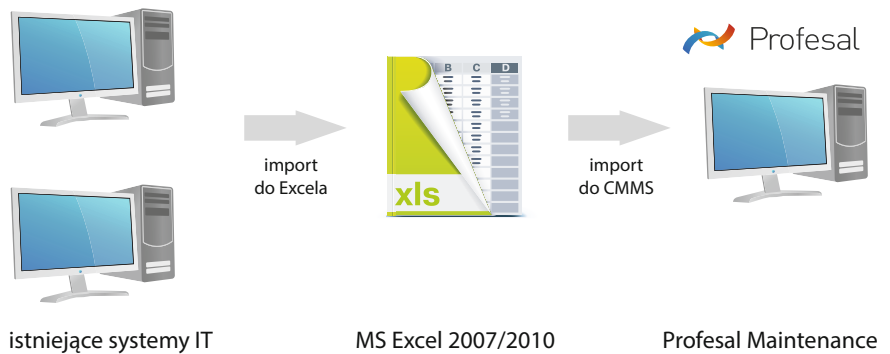 Profesal
B C D
import
do Excela
xls
import
do CMMS
istniejące systemy IT
MS Excel 2007/2010
Profesal Maintenance